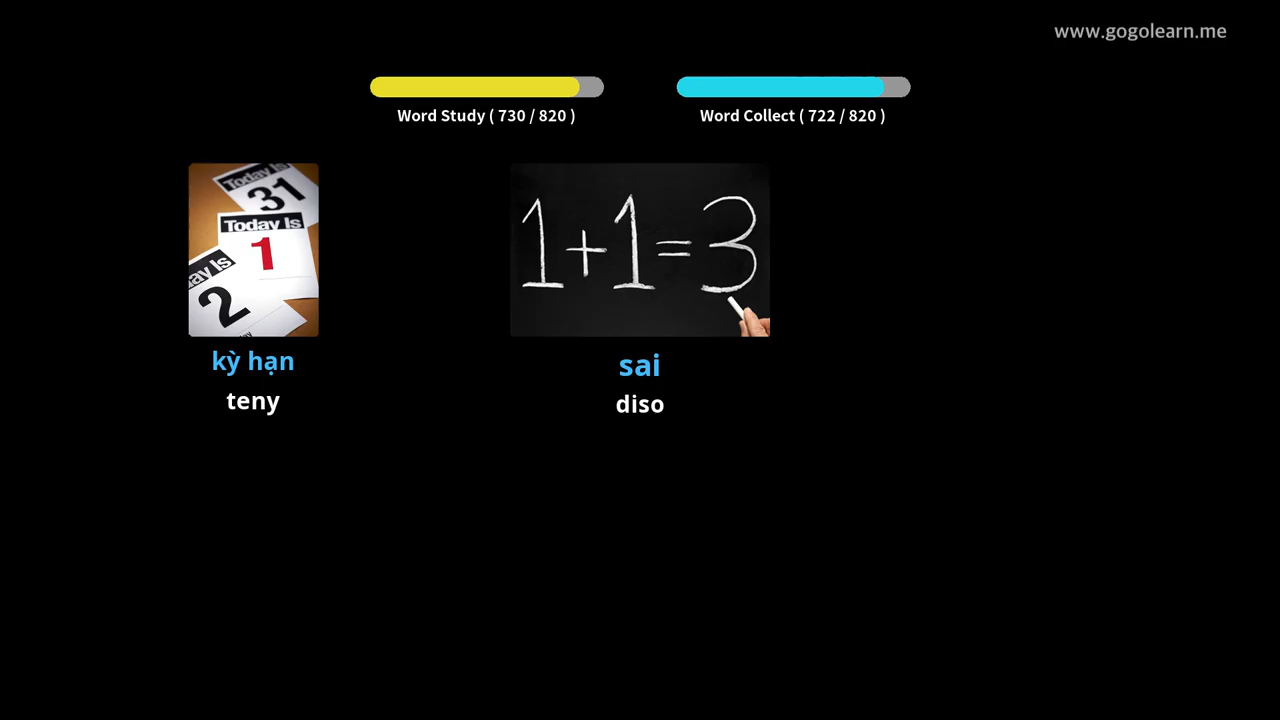 www.gogolearn.me
Word Study ( 730 / 820 )
Word Collect ( 722 / 820 )
Today Is
31
Today Is
1
ay Is
2
1+1=3
kỳ hạn
teny
sai
diso